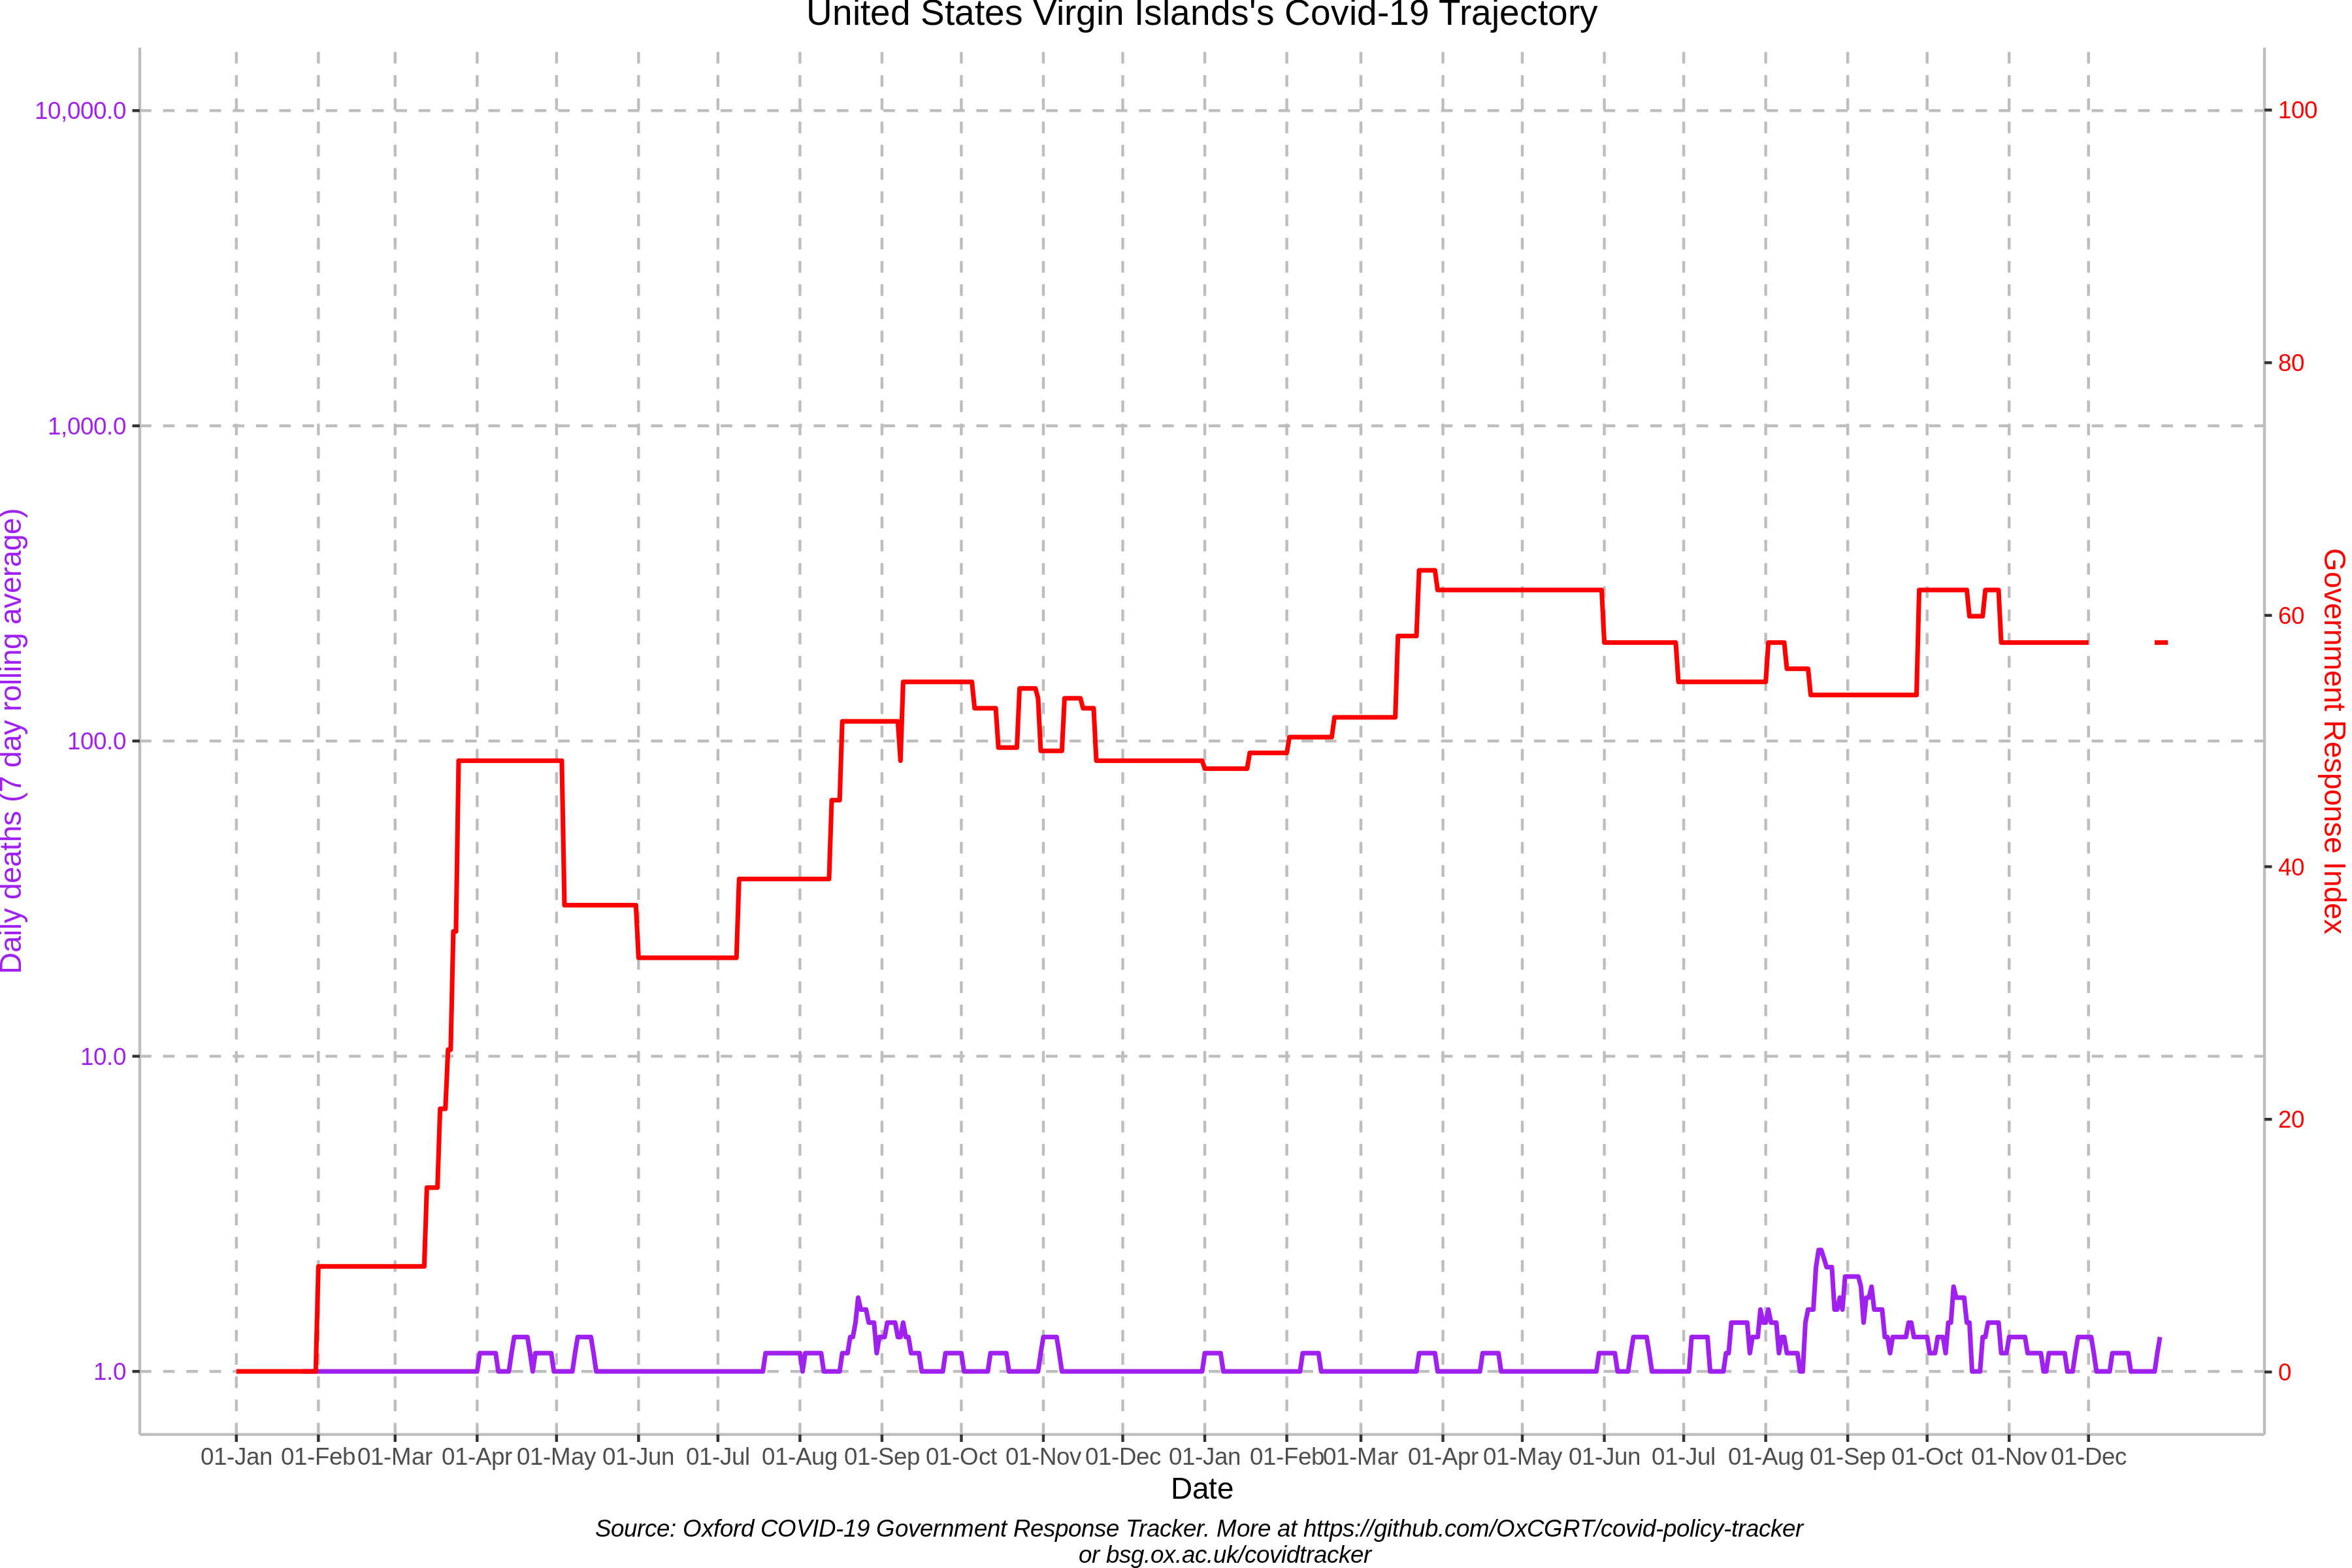 United States Virgin Islands's Covid-19 Trajectory
10,000.0
1,000.0
100.0
10.0
1.0
Daily deaths (7 day rolling average)
100
80
60
40
20
0
Government Response Index
01-Jan 01-Feb 01-Mar 01-Apr 01-May 01-Jun 01-Jul 01-Aug 01-Sep 01-Oct 01-Nov 01-Dec 01-Jan 01-Feb 01-Mar 01-Apr 01-May 01-Jun 01-Jul 01-Aug 01-Sep 01-Oct 01-Nov 01-Dec
Date
Source: Oxford COVID-19 Government Response Tracker. More at https://github.com/OxCGRT/covid-policy-tracker
or bsg.ox.ac.uk/covidtracker